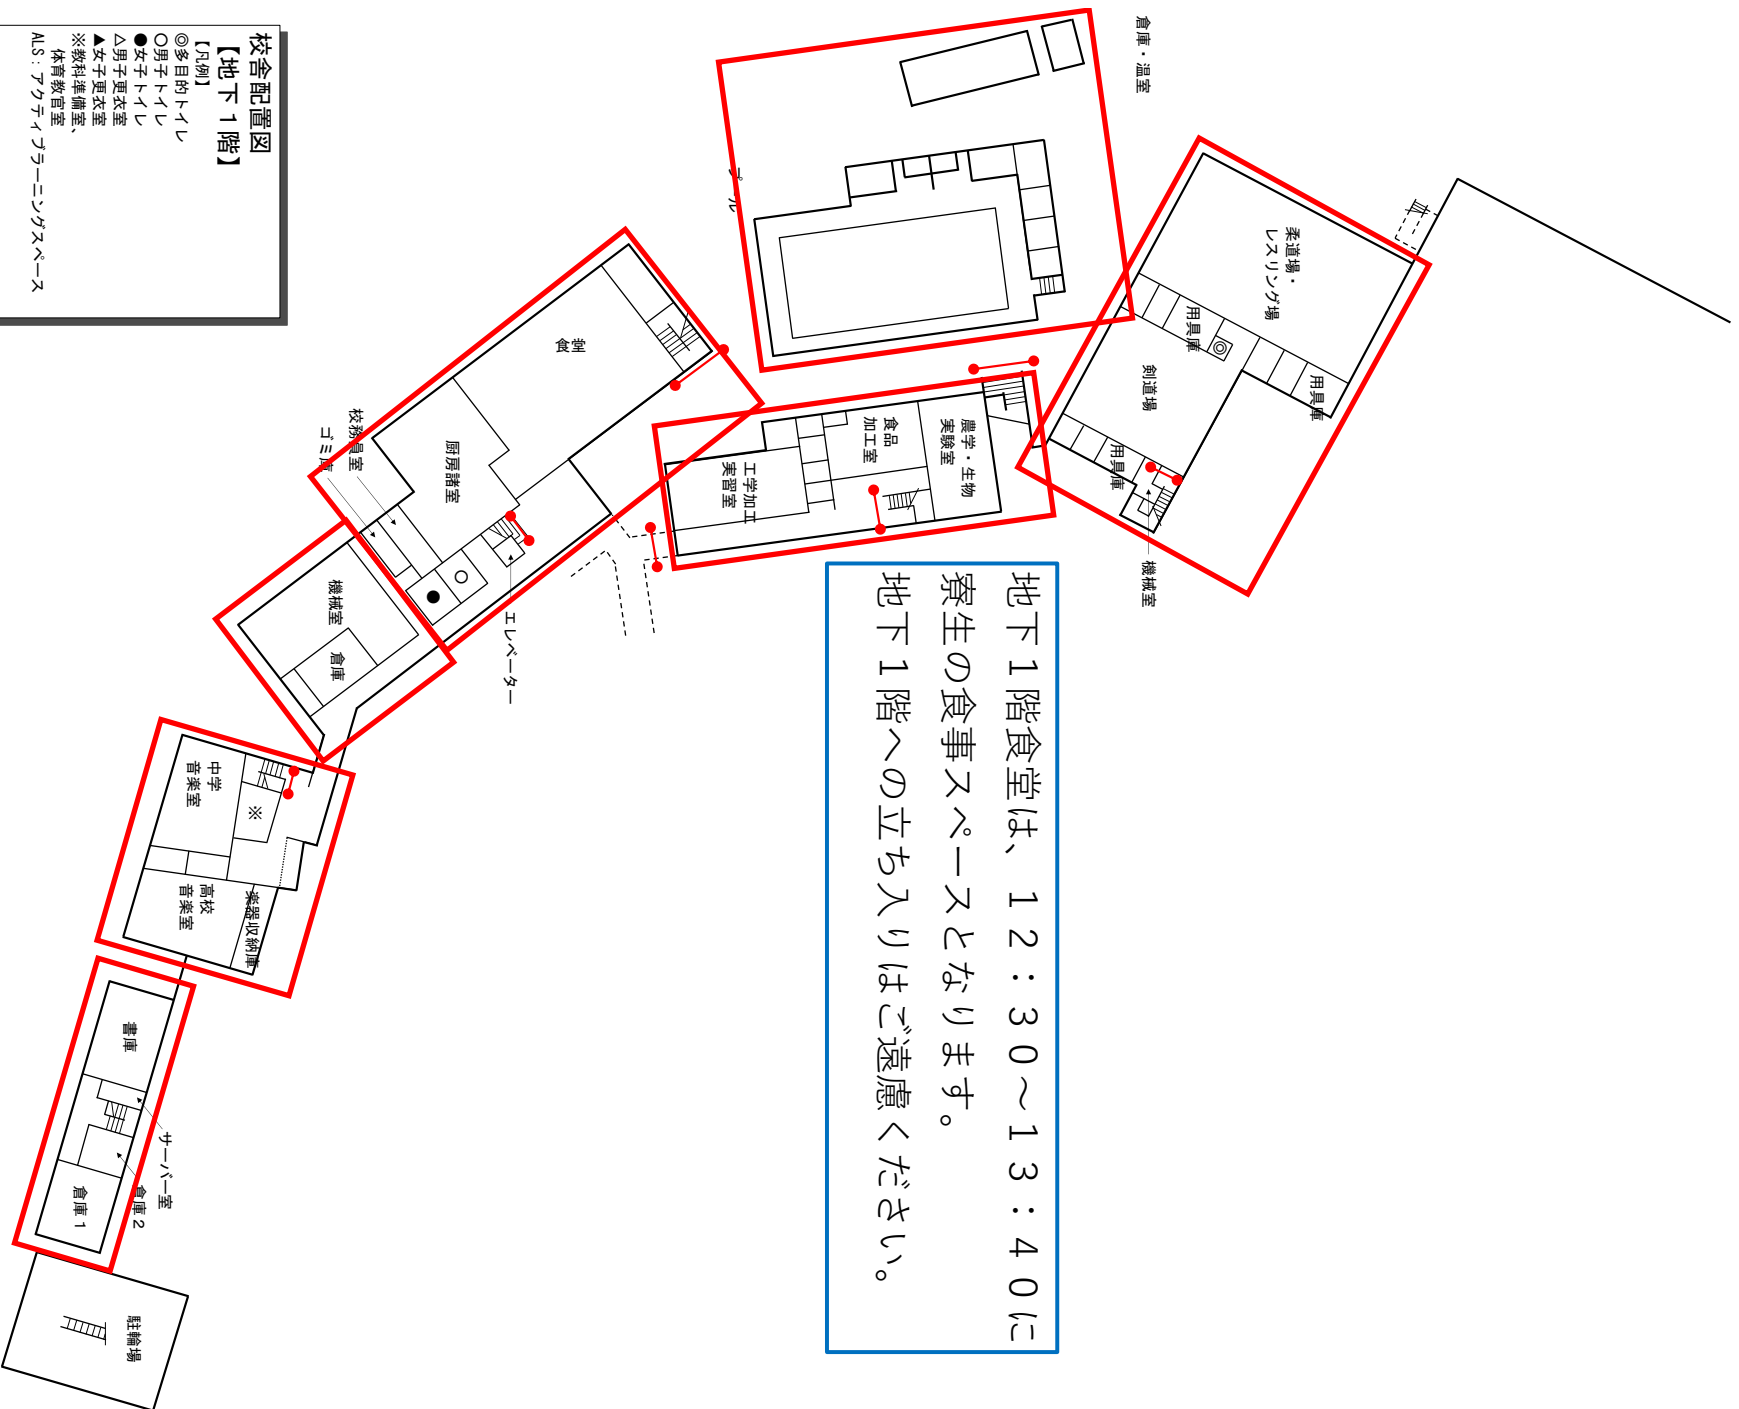 校舎配置図
【地下１階】
【凡例】
◎多目的トイレ
○男子トイレ
●女子トイレ
△男子更衣室
▲女子更衣室
※教科準備室、
体育教官室
ALS：アクティブラーニングスペース
倉庫・温室
プール
柔道場・
レスリング場
用具庫
用具庫
剣道場
用具庫
機械室
農学・生物
実験室
食品
加工室
工学加工
実習室
食堂
厨房諸室
校務員室
ゴミ庫
エレベーター
機械室
倉庫
中学
音楽室
※
高校
音楽室
楽器収納庫
書庫
サーバー室
倉庫２
倉庫１
駐輪場
地下１階食堂は、１２：３０～１３：４０に
寮生の食事スペースとなります。
地下１階への立ち入りはご遠慮ください。